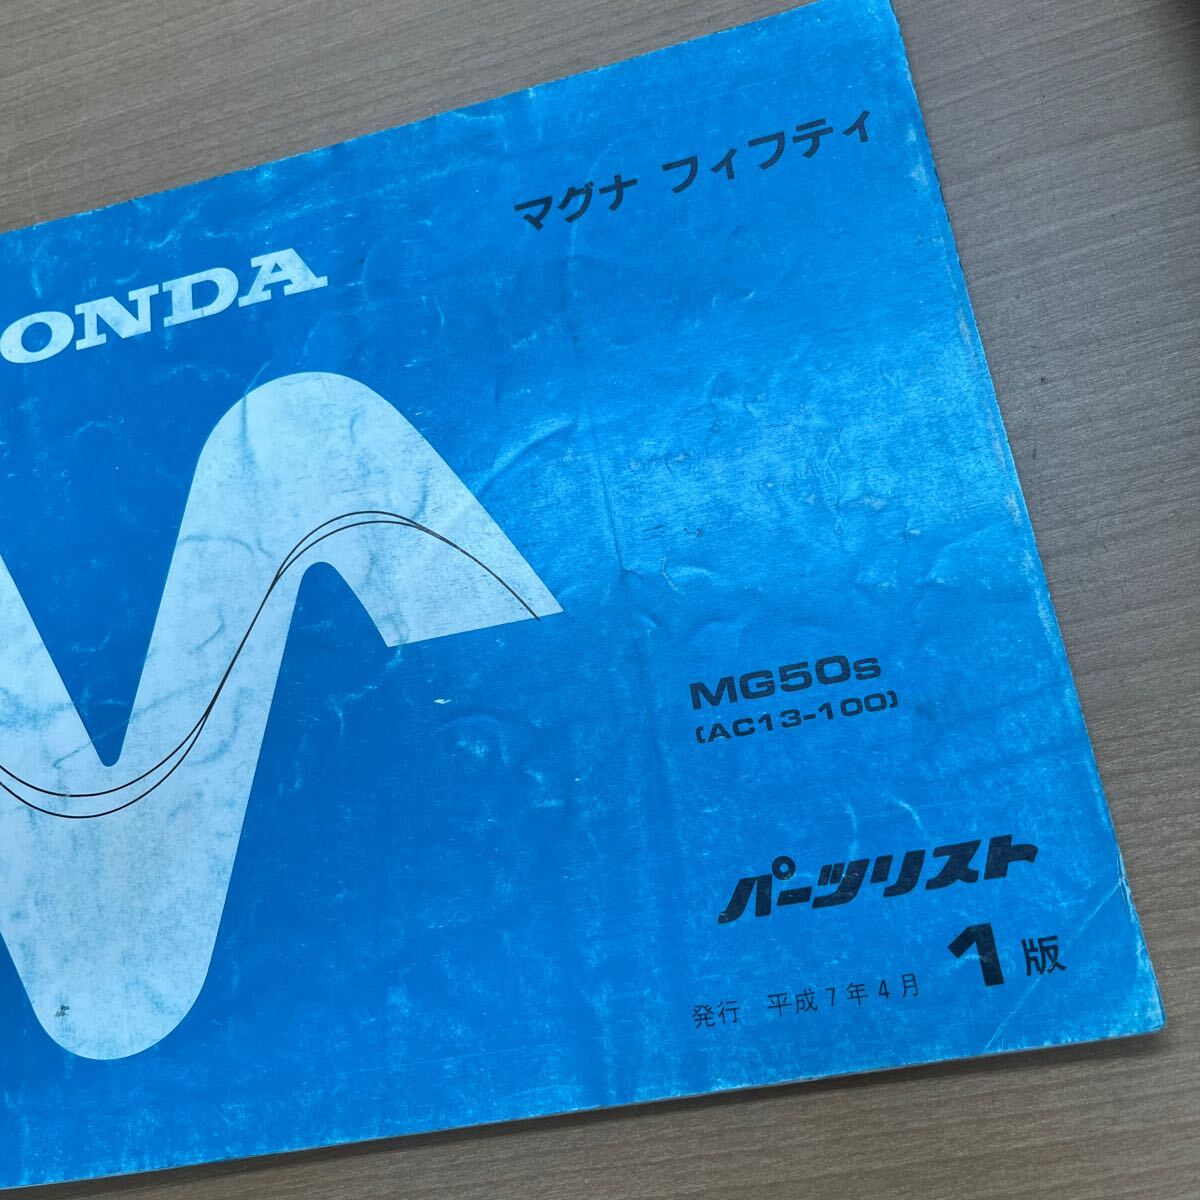 マグナ フィフティ
ONDA
MG50S
(AC13-100)
パーツリスト
1版
発行 平成7年4月